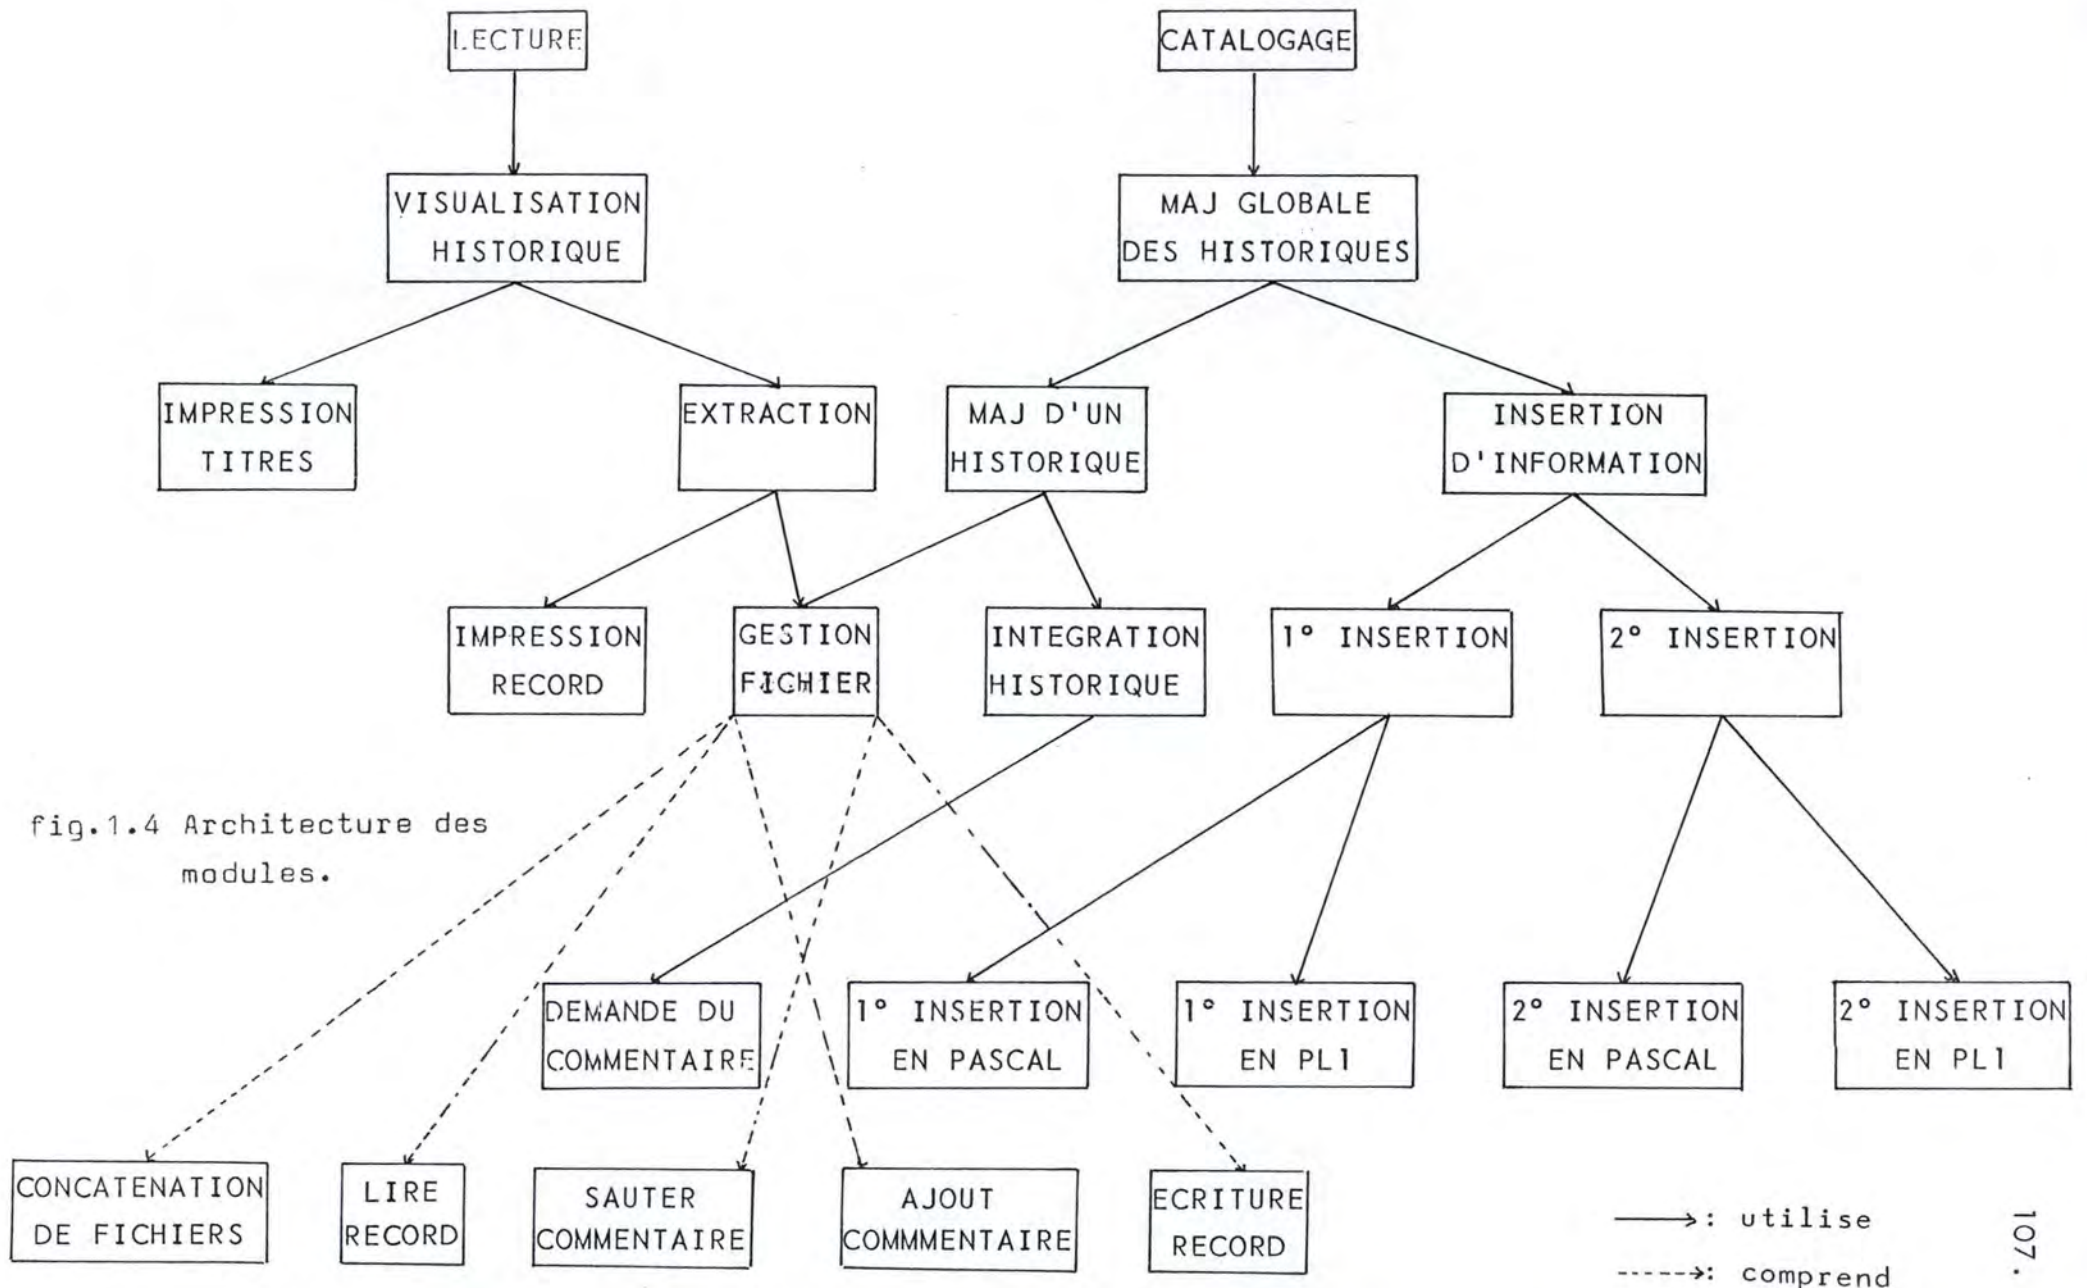 LECTURE
CATALOGAGE
VISUALISATION
HISTORIQUE
MAJ GLOBALE
DES HISTORIQUES
IMPRESSION
TITRES
EXTRACTION
MAJ D'UN
HISTORIQUE
INSERTION
D'INFORMATION
IMPRESSION
RECORD
GESTION
FICHIER
INTEGRATION
HISTORIQUE
1° INSERTION
2° INSERTION
fig.1.4 Architecture des
modules.
DEMANDE DU
COMMENTAIRE
1° INSERTION
EN PASCAL
1° INSERTION
EN PL1
2° INSERTION
EN PASCAL
2° INSERTION
EN PL1
CONCATENATION
DE FICHIERS
LIRE
RECORD
SAUTER
COMMENTAIRE
AJOUT
COMMMENTAIRE
ECRITURE
RECORD
: utilise
: comprend
107.